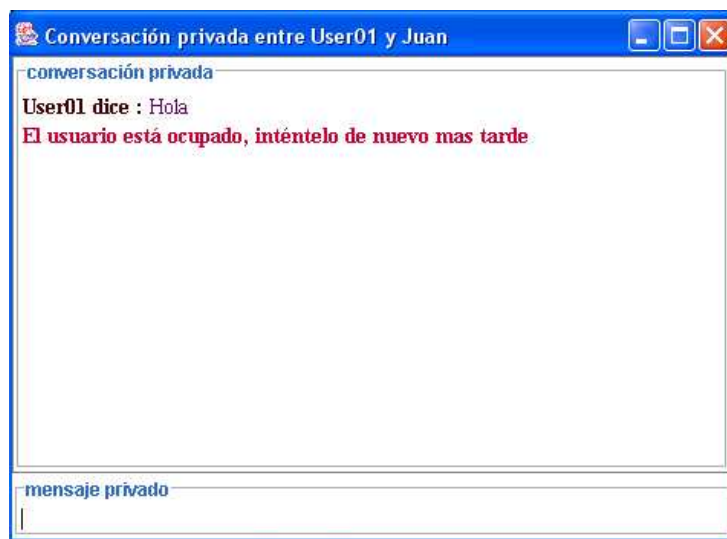 Conversación privada entre User01 y Juan
conversación privada
User01 dice : Hola
El usuario está ocupado, inténtelo de nuevo mas tarde
mensaje privado